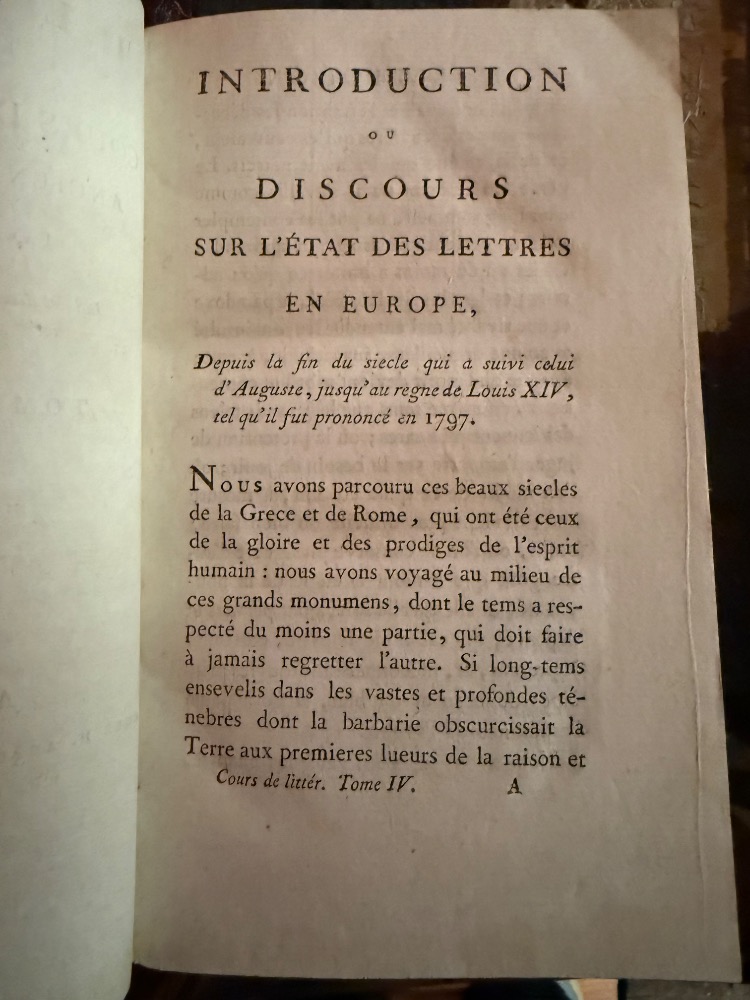 INTRODUCTION
OU
DISCOURS
SUR L'ÉTAT DES LETTRES
EN EUROPE,
Depuis la fin du siecle qui a suivi celui
d'Auguste, jusqu'au regne de Louis XIV,
tel qu'il fut prononcé en 1797.
Nous avons parcouru ces beaux siecles
de la Grece et de Rome, qui ont été ceux
de la gloire et des prodiges de l'esprit
humain : nous avons voyagé au milieu de
ces grands monumens, dont le tems a res-
pecté du moins une partie, qui doit faire
à jamais regretter l'autre. Si long-tems
ensevelis dans les vastes et profondes té-
nebres dont la barbarie obscurcissait la
Terre aux premieres lueurs de la raison et
Cours de littér. Tome IV. A